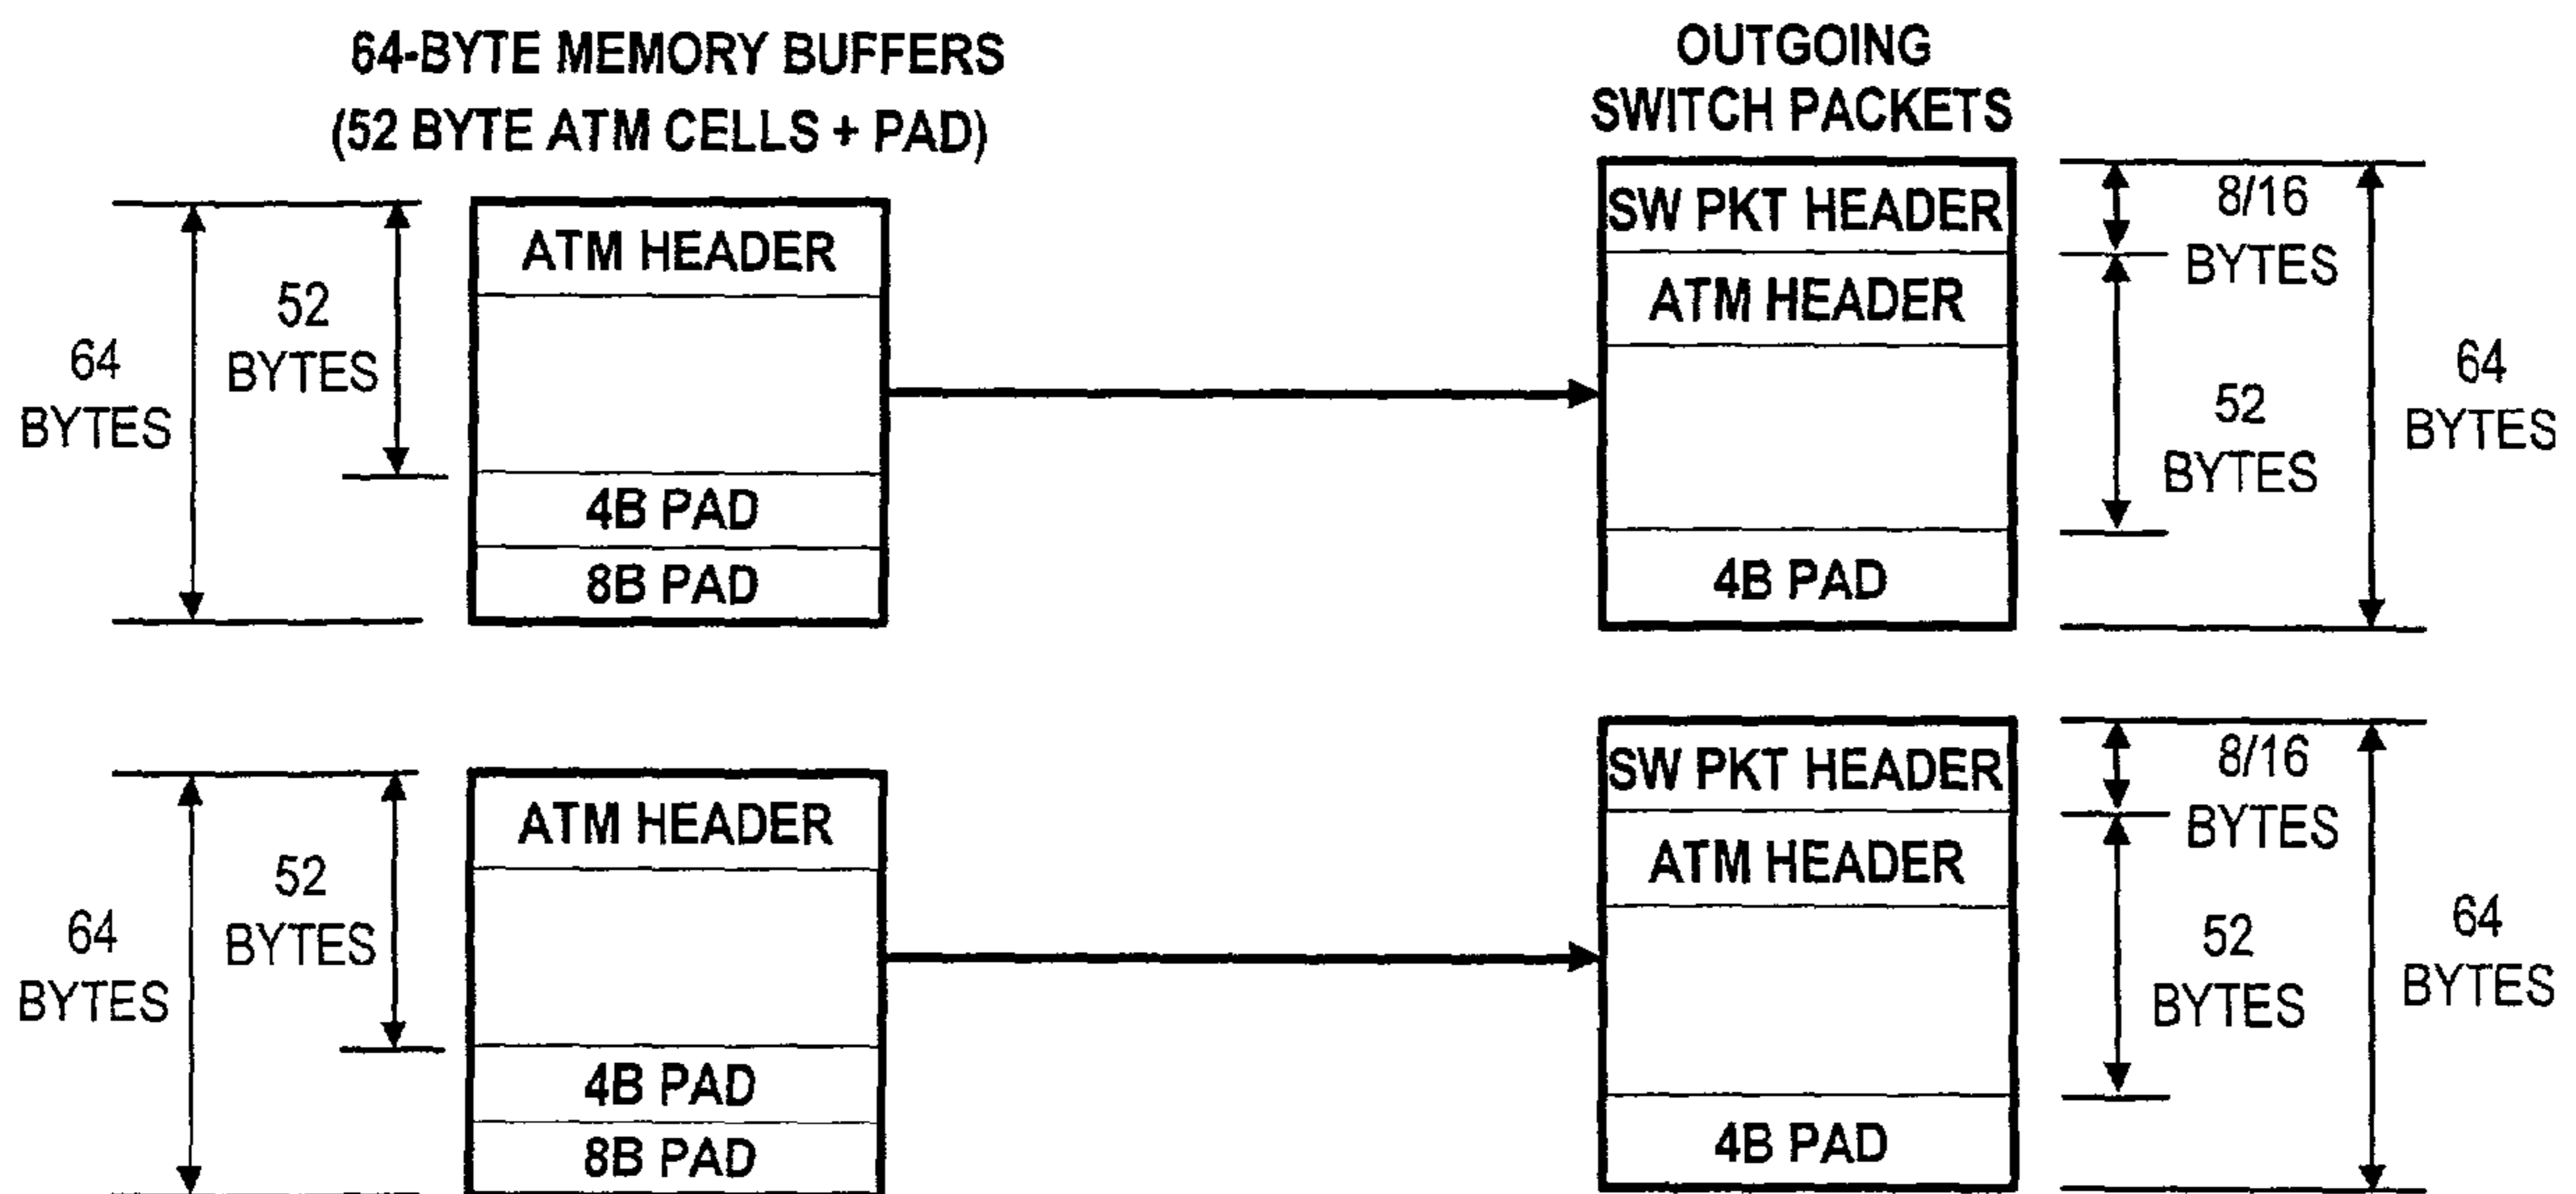 64-BYTE MEMORY BUFFERS
(52 BYTE ATM CELLS + PAD)
OUTGOING
SWITCH PACKETS
64
BYTES
52
BYTES
ATM HEADER
4B PAD
8B PAD
SW PKT HEADER
ATM HEADER
4B PAD
8/16
BYTES
52
BYTES
64
BYTES
64
BYTES
52
BYTES
ATM HEADER
4B PAD
8B PAD
SW PKT HEADER
ATM HEADER
4B PAD
8/16
BYTES
52
BYTES
64
BYTES